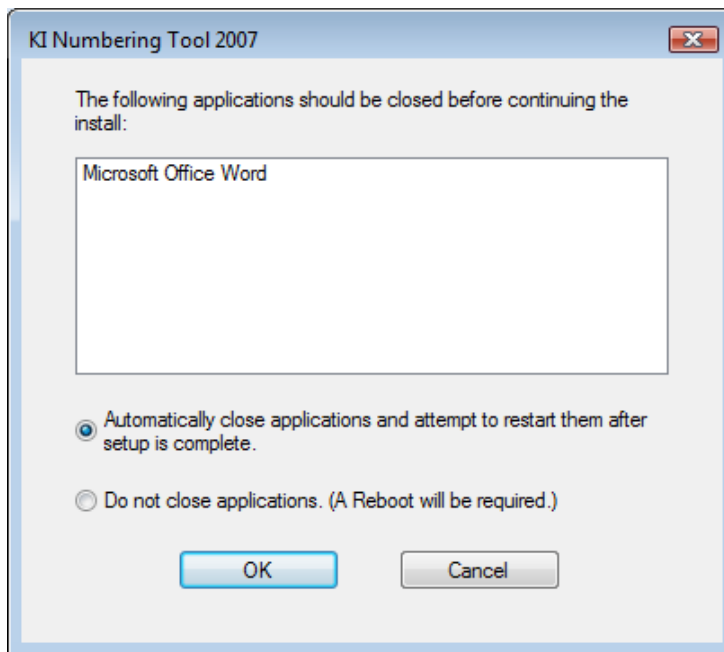 KI Numbering Tool 2007
The following applications should be closed before continuing the
install:
Microsoft Office Word
Automatically close applications and attempt to restart them after
setup is complete.
Do not close applications. (A Reboot will be required.)
OK
Cancel